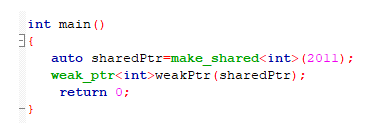 int main()
{
auto sharedPtr=make_shared<int>(2011);
weak_ptr<int>weakPtr(sharedPtr);
return 0;
}